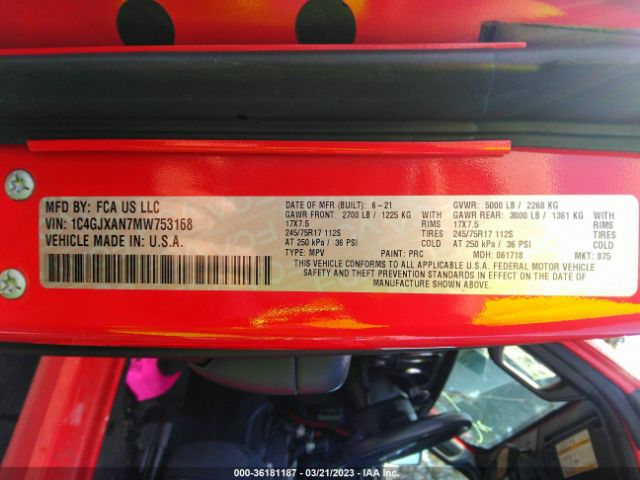 MFD BY: FCA US LLC
VIN: 1C4GJXAN7MW753168
VEHICLE MADE IN: U.S.A.
DATE OF MFR (BUILT): 6-21 GVWR: 5000 LB / 2268 KG
GAWR FRONT: 2700 LB / 1225 KG WITH GAWR REAR: 3000 LB / 1361 KG WITH
17X7.5 RIMS 17X7.5 RIMS
245/75R17 112S TIRES 245/75R17 112S TIRES
AT 250 kPa / 36 PSI COLD AT 250 kPa / 36 PSI COLD
TYPE: MPV PAINT: PRC MDH: 061718 MKT: 875
THIS VEHICLE CONFORMS TO ALL APPLICABLE U.S.A. FEDERAL MOTOR VEHICLE
SAFETY AND THEFT PREVENTION STANDARDS IN EFFECT ON THE DATE OF
MANUFACTURE SHOWN ABOVE.
000-36181187 - 03/21/2023 - IAA Inc.